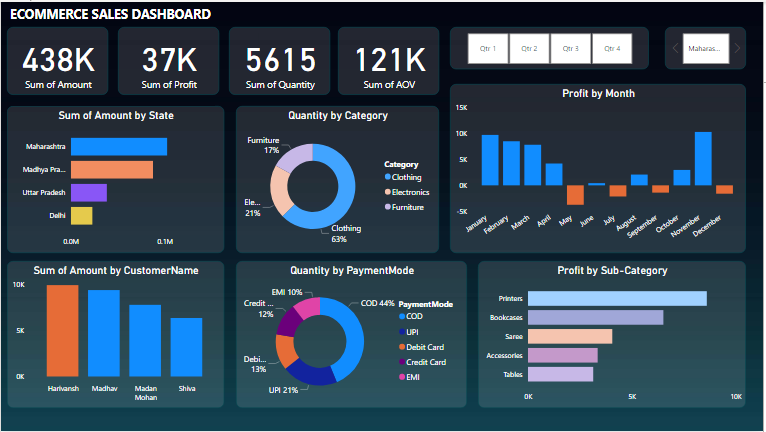 ECOMMERCE SALES DASHBOARD
438K
Sum of Amount
37K
Sum of Profit
5615
Sum of Quantity
121K
Sum of AOV
Qtr 1
Qtr 2
Qtr 3
Qtr 4
Maharas...
Sum of Amount by State
Maharashtra
Madhya Pra...
Uttar Pradesh
Delhi
0.0M
0.1M
Quantity by Category
Furniture
17%
Ele...
21%
Clothing
63%
Category
Clothing
Electronics
Furniture
Profit by Month
15K
10K
5K
0K
-5K
January
February
March
April
May
June
July
August
September
October
November
December
Sum of Amount by CustomerName
10K
5K
0K
Harivansh
Madhav
Madan
Mohan
Shiva
Quantity by PaymentMode
EMI 10%
Credit ...
12%
Debi...
13%
UPI 21%
COD 44%
PaymentMode
COD
UPI
Debit Card
Credit Card
EMI
Profit by Sub-Category
Printers
Bookcases
Saree
Accessories
Tables
0K
5K
10K